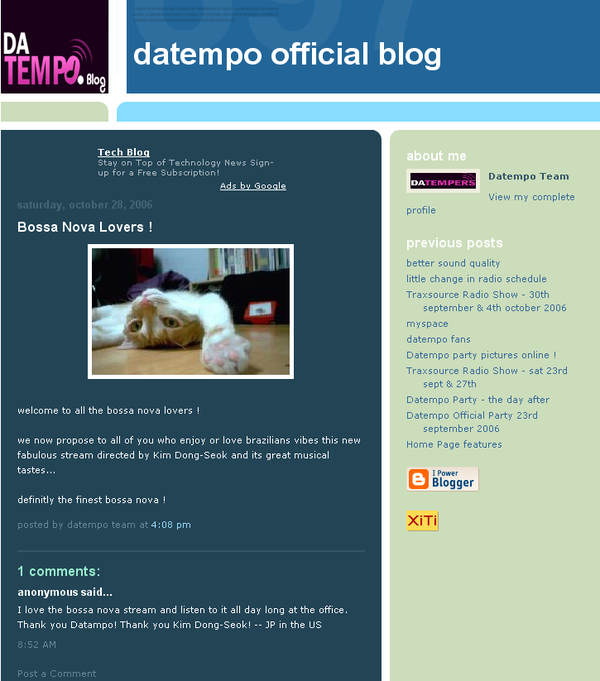 DA
TEMPO.Blog
datempo official blog
Tech Blog
Stay on Top of Technology News Sign-
up for a Free Subscription!
Ads by Google
saturday, october 28, 2006
Bossa Nova Lovers !
welcome to all the bossa nova lovers !
we now propose to all of you who enjoy or love brazilians vibes this new
fabulous stream directed by Kim Dong-Seok and its great musical
tastes...
definitly the finest bossa nova !
posted by datempo team at 4:08 pm
1 comments:
anonymous said...
I love the bossa nova stream and listen to it all day long at the office.
Thank you Datampo! Thank you Kim Dong-Seok! -- JP in the US
8:52 AM
Post a Comment
about me
DATEMPERS
Datempo Team
View my complete
profile
previous posts
better sound quality
little change in radio schedule
Traxsource Radio Show - 30th
september & 4th october 2006
myspace
datempo fans
Datempo party pictures online !
Traxsource Radio Show - sat 23rd
sept & 27th
Datempo Party - the day after
Datempo Official Party 23rd
september 2006
Home Page features
I Power
Blogger
XiTi